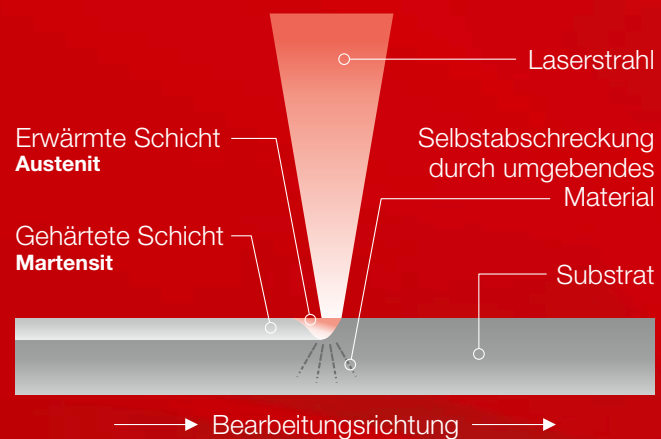 Laserstrahl
Erwärmte Schicht
Austenit
Selbstabschreckung
durch umgebendes
Material
Gehärtete Schicht
Martensit
Substrat
Bearbeitungsrichtung